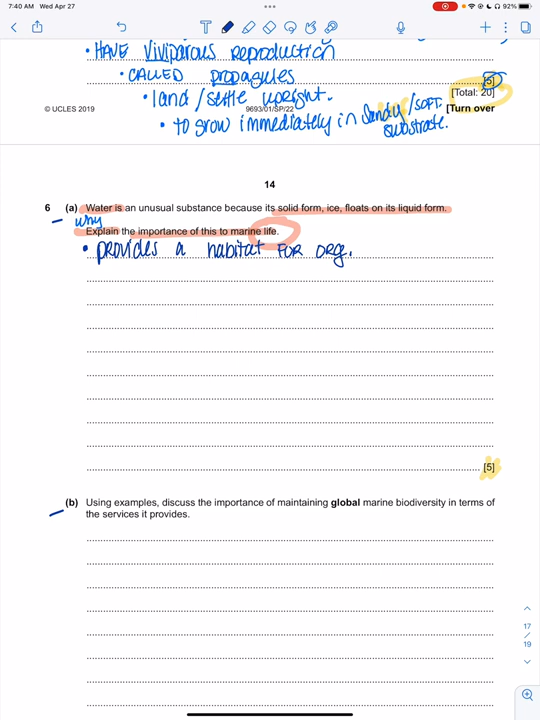 7:40 AM Wed Apr 27
92%
• HAVE Viviparous Reproduction
• CALLED propagules
• land/settle upright.
• to grow immediately in Sandy/SOFT substrate.
[5]
[Total: 20]
© UCLES 2019
9693/01/SP/22
[Turn over
14
6 (a) Water is an unusual substance because its solid form, ice, floats on its liquid form.
why
Explain the importance of this to marine life.
• provides a habitat FOR org.
[5]
(b) Using examples, discuss the importance of maintaining global marine biodiversity in terms of
the services it provides.
17
/
19